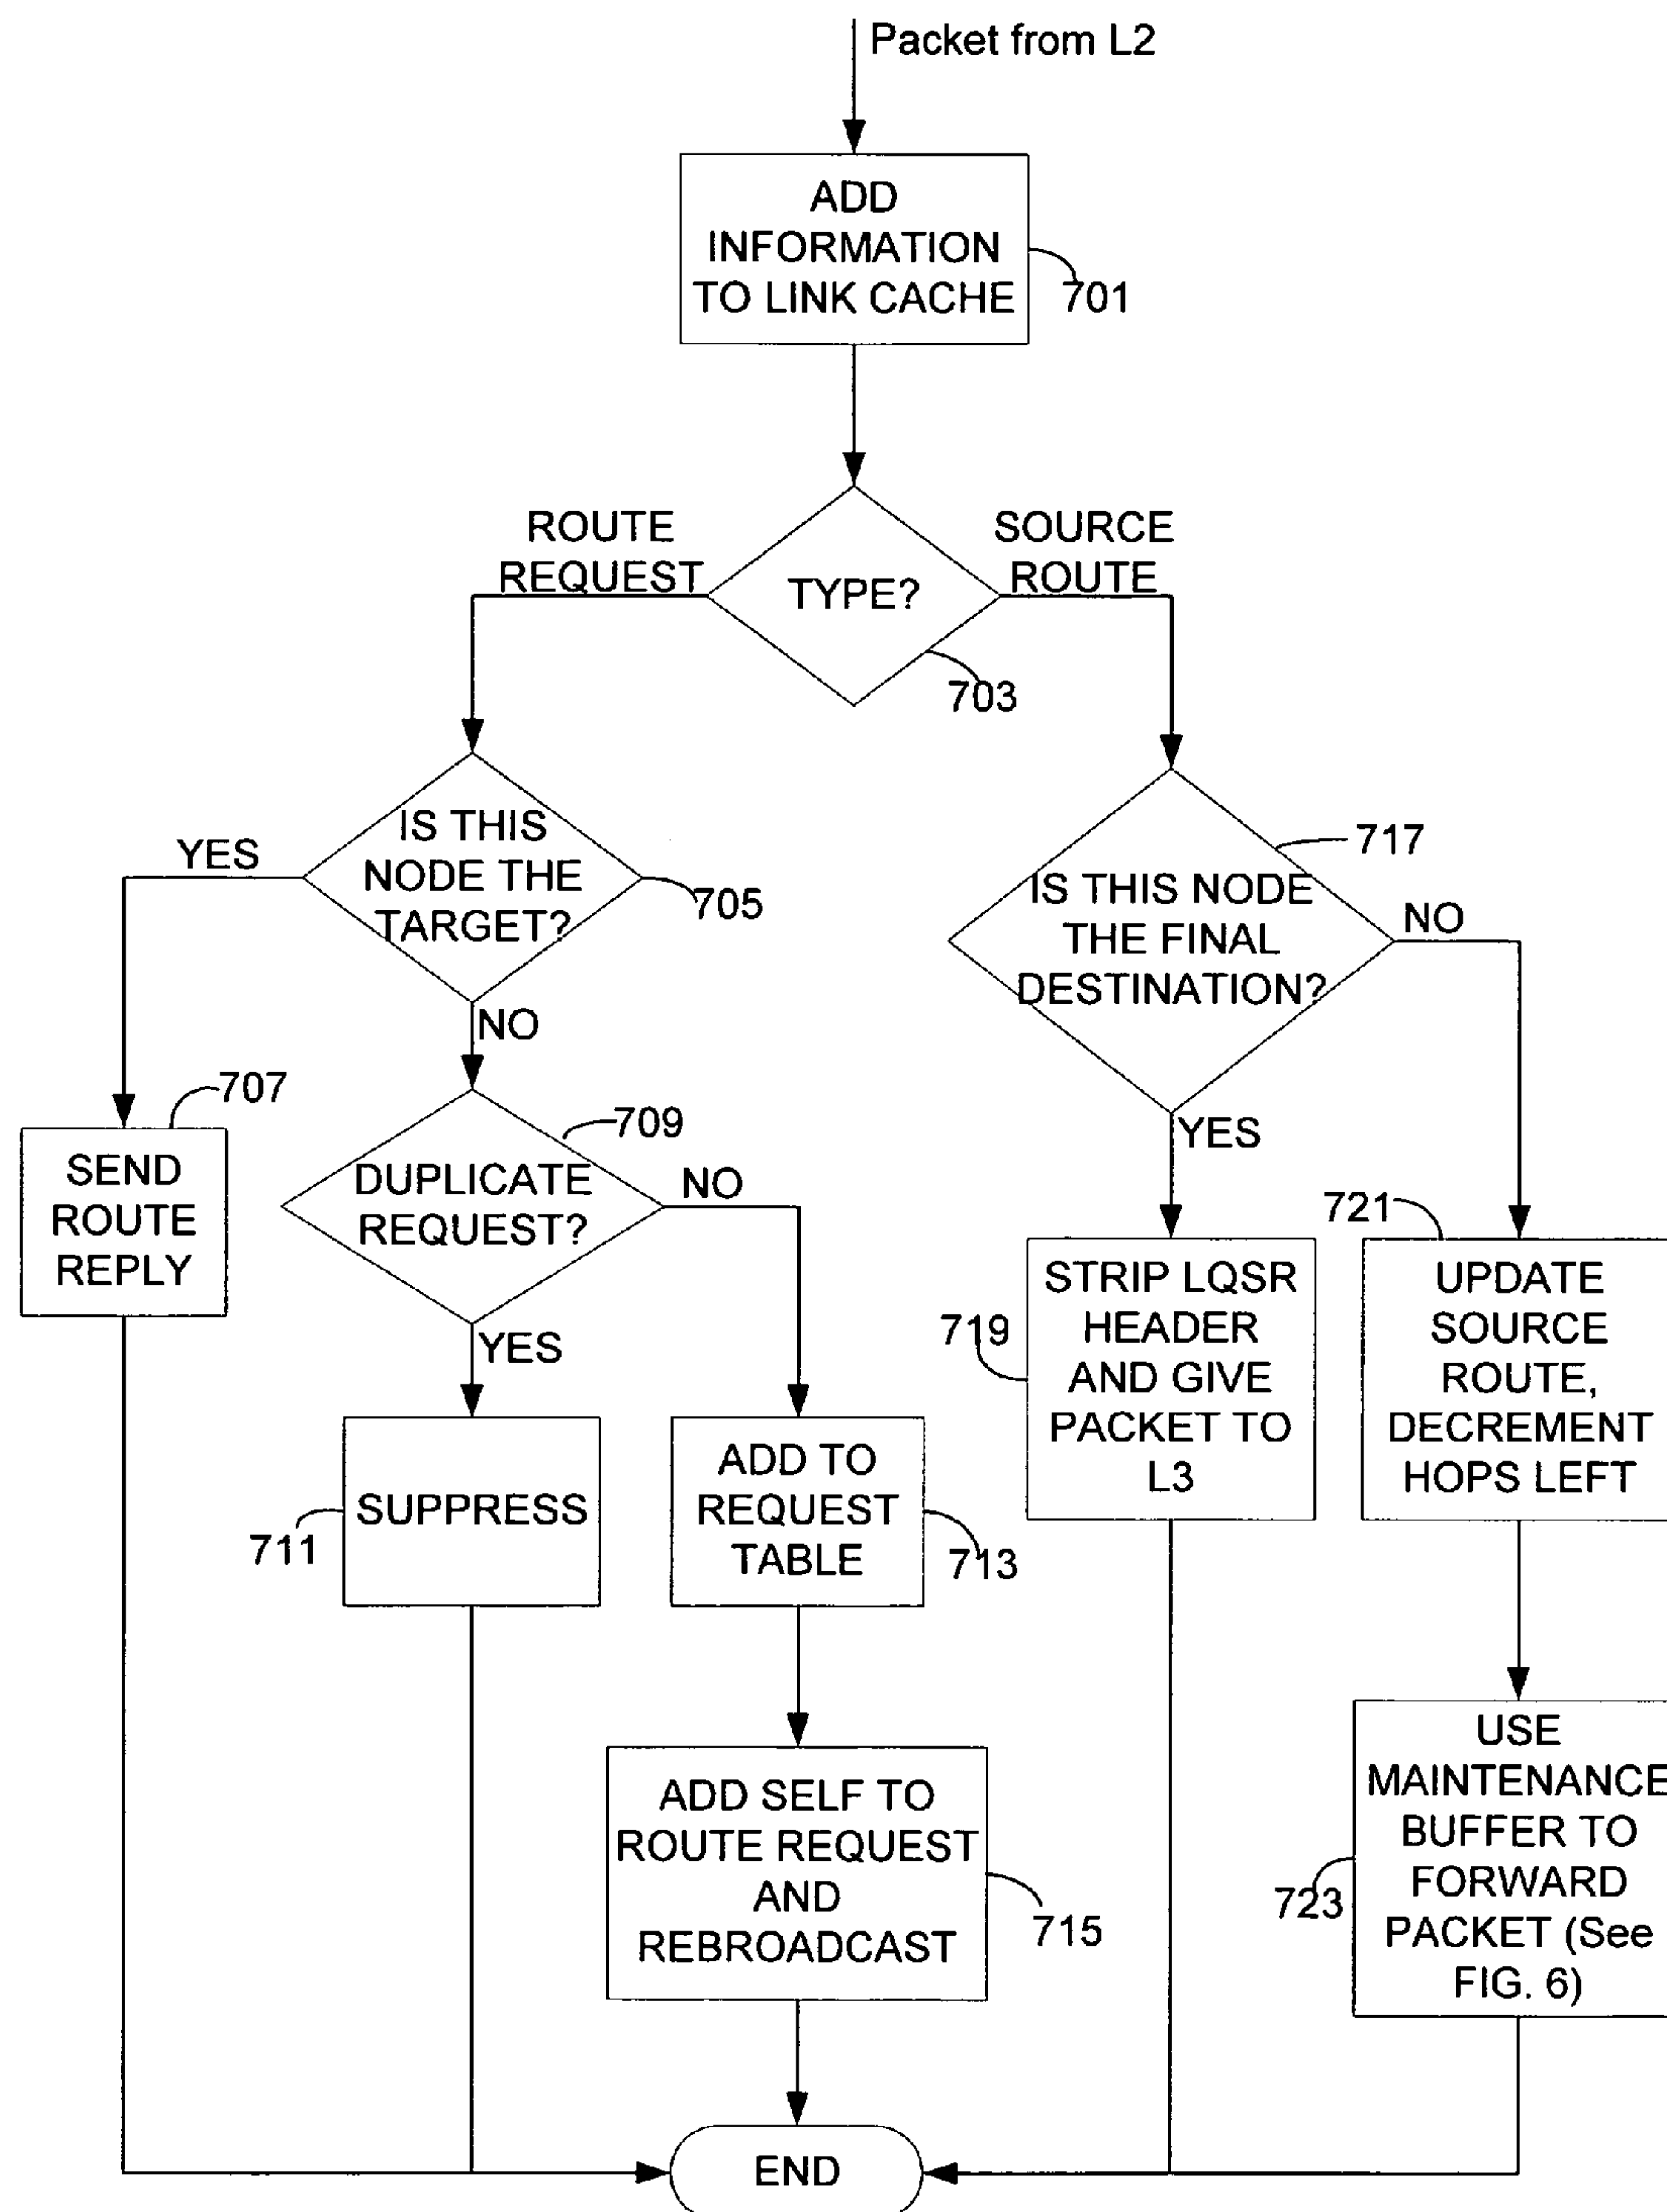 Packet from L2
ADD
INFORMATION
TO LINK CACHE
701
ROUTE
REQUEST
SOURCE
ROUTE
TYPE?
703
IS THIS
NODE THE
TARGET?
YES
705
NO
717
IS THIS NODE
THE FINAL
DESTINATION?
NO
YES
707
SEND
ROUTE
REPLY
709
DUPLICATE
REQUEST?
NO
YES
721
719
STRIP LQSR
HEADER
AND GIVE
PACKET TO
L3
UPDATE
SOURCE
ROUTE,
DECREMENT
HOPS LEFT
711
SUPPRESS
ADD TO
REQUEST
TABLE
713
ADD SELF TO
ROUTE REQUEST
AND
REBROADCAST
715
723
USE
MAINTENANCE
BUFFER TO
FORWARD
PACKET (See
FIG. 6)
END